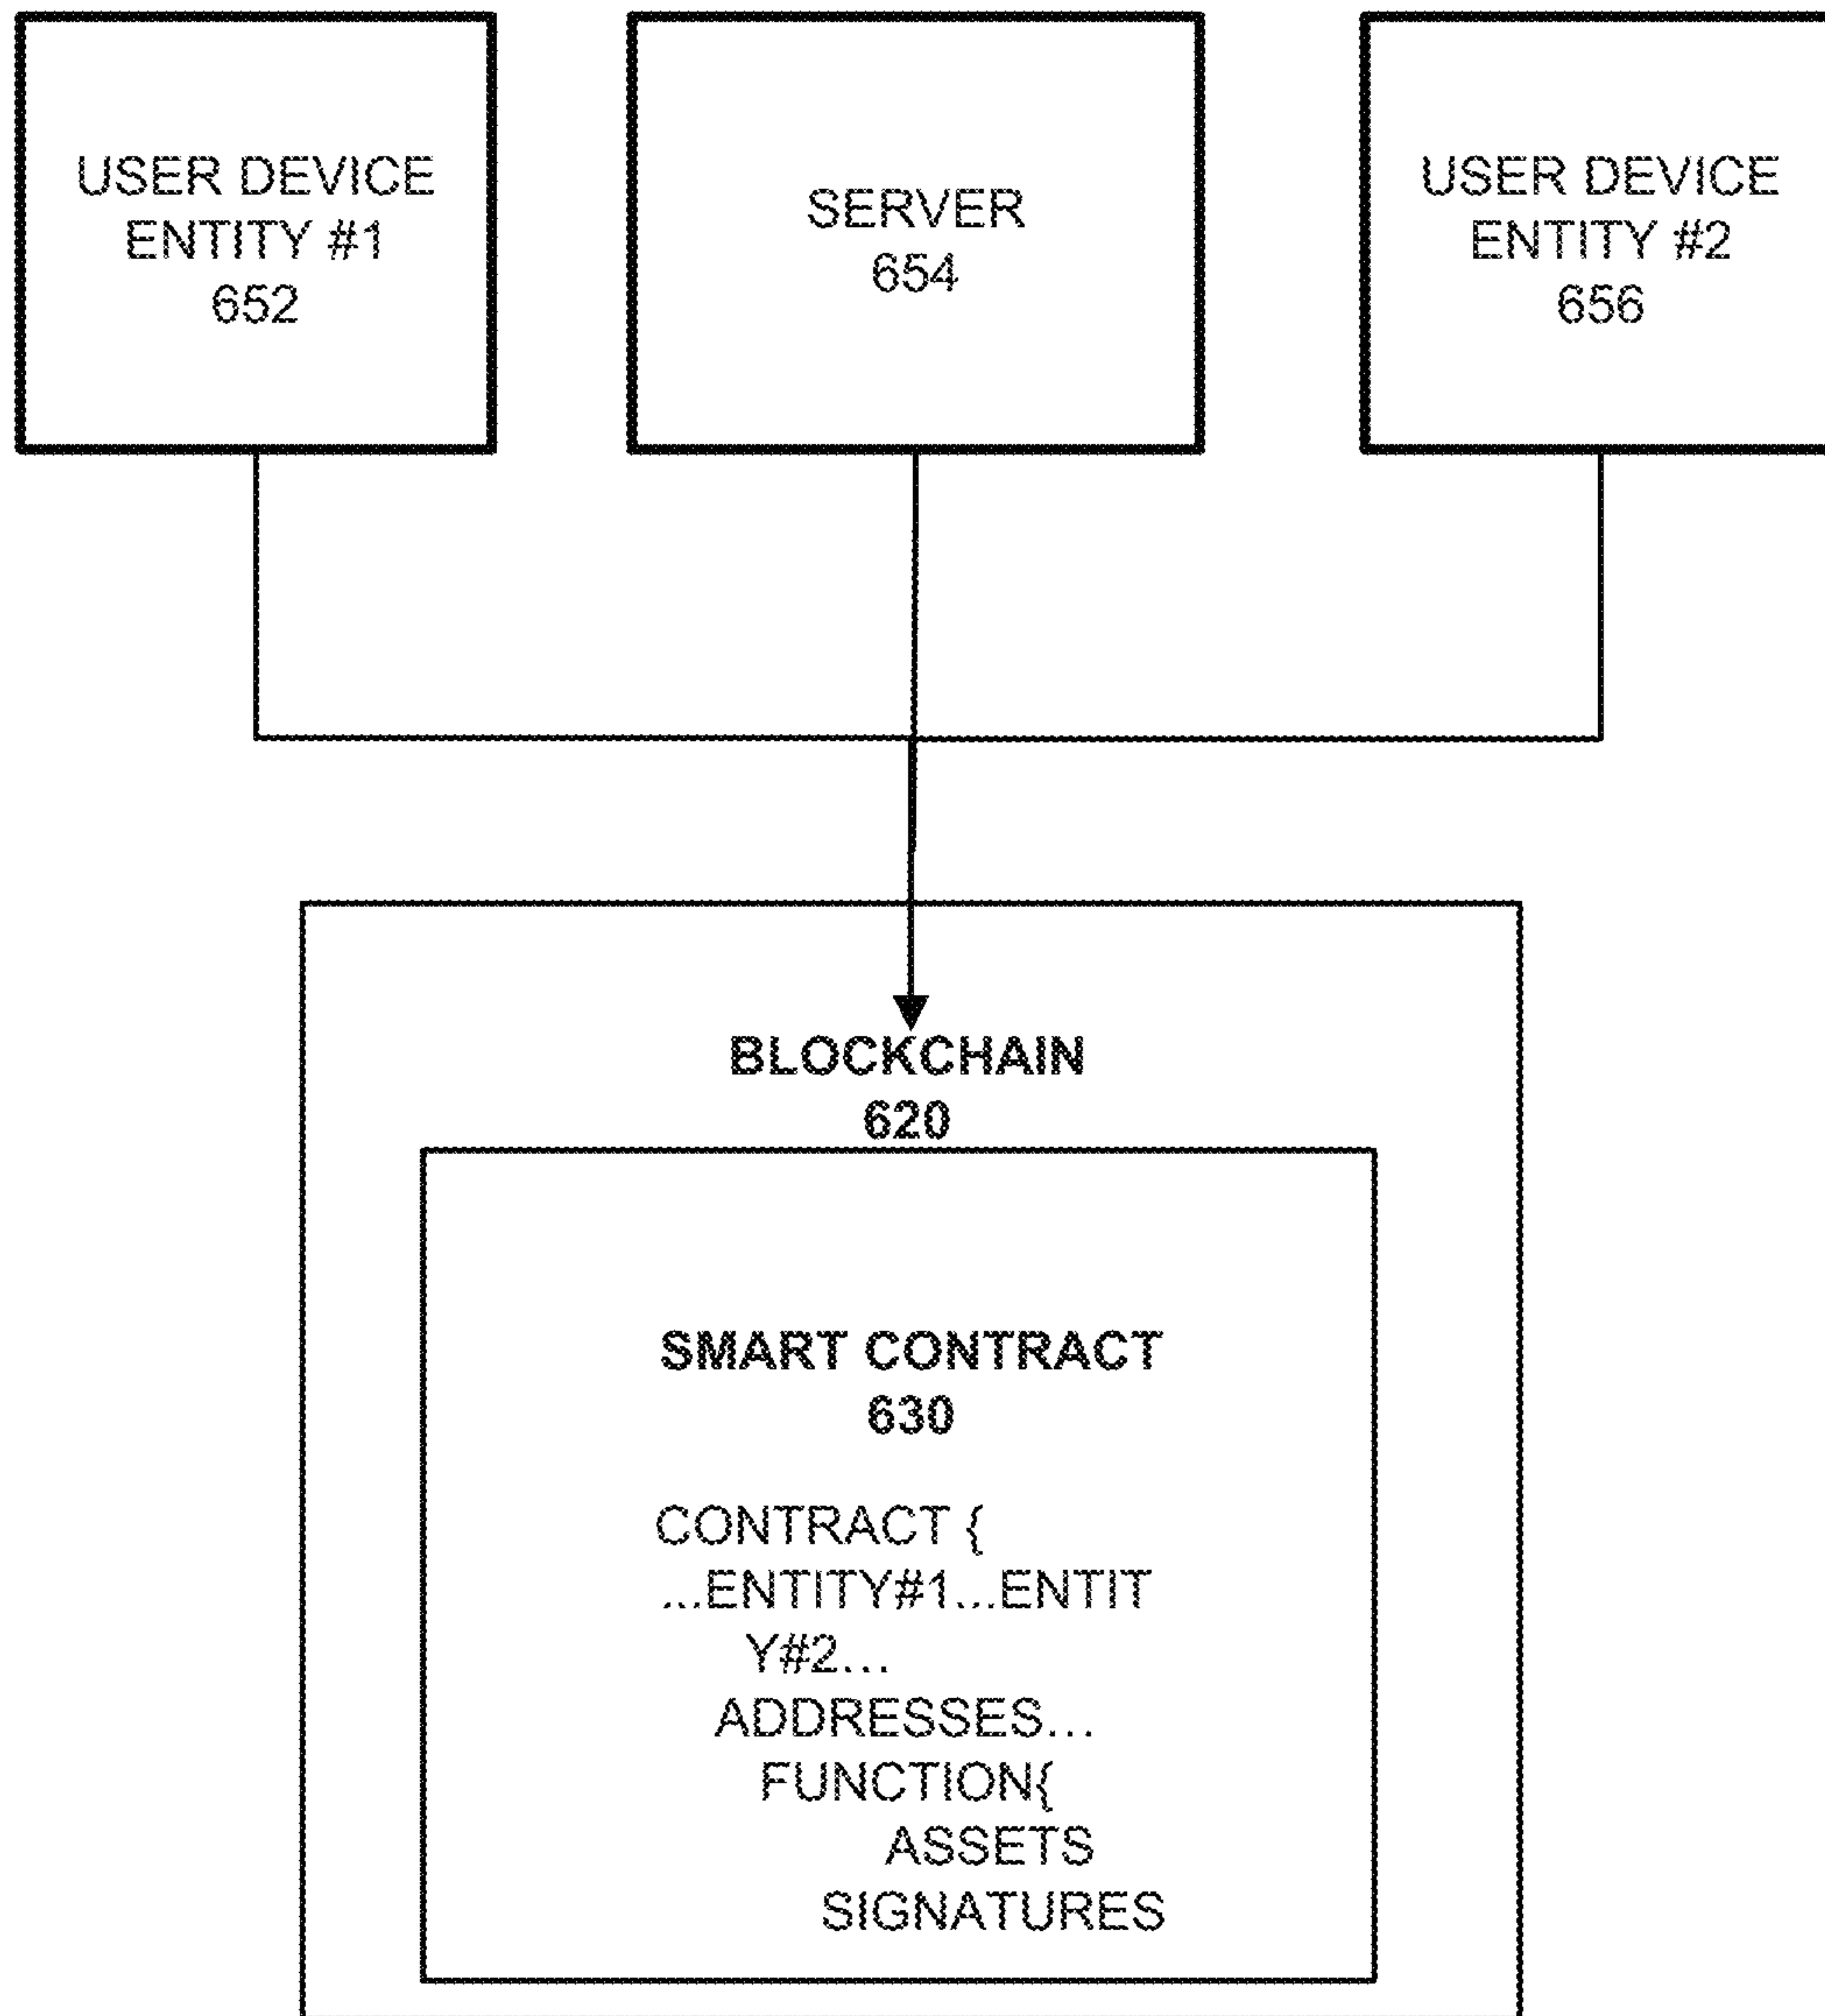 USER DEVICE
ENTITY #1
652
SERVER
654
USER DEVICE
ENTITY #2
656
BLOCKCHAIN
620
SMART CONTRACT
630
CONTRACT {
...ENTITY#1...ENTIT
Y#2...
ADDRESSES...
FUNCTION{
ASSETS
SIGNATURES